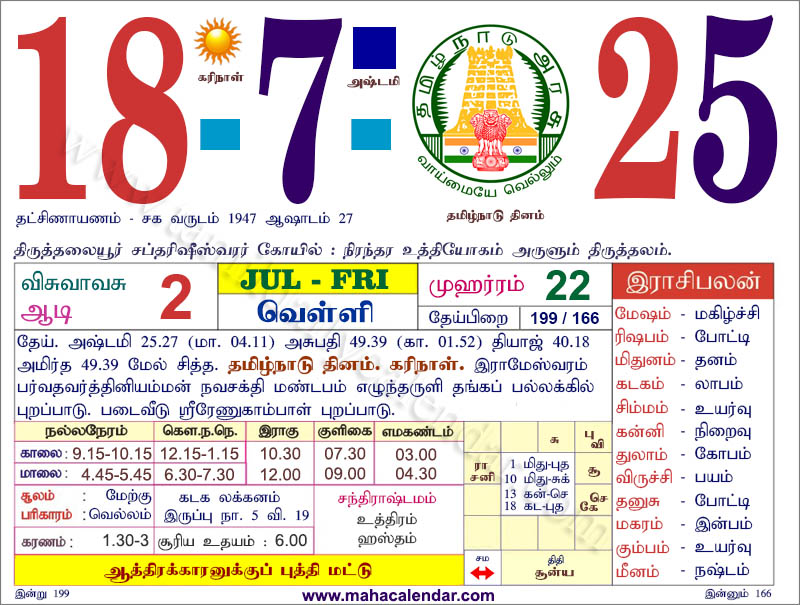 18 7 25
கரிநாள் அஷ்டமி
தமிழ்நாடு அரசு
வாய்மையே வெல்லும்
தட்சிணாயணம் - சக வருடம் 1947 ஆஷாடம் 27 தமிழ்நாடு தினம்
திருத்தலையூர் சப்தரிஷீஸ்வரர் கோயில் : நிரந்தர உத்தியோகம் அருளும் திருத்தலம்.
விசுவாவசு
ஆடி 2
JUL - FRI
வெள்ளி
முஹர்ரம் 22
தேய்பிறை 199 / 166
தேய். அஷ்டமி 25.27 (மா. 04.11) அசுபதி 49.39 (கா. 01.52) தியாஜ் 40.18
அமிர்த 49.39 மேல் சித்த. தமிழ்நாடு தினம். கரிநாள். இராமேஸ்வரம்
பர்வதவர்த்தினியம்மன் நவசக்தி மண்டபம் எழுந்தருளி தங்கப் பல்லக்கில்
புறப்பாடு. படைவீடு ஸ்ரீரேணுகாம்பாள் புறப்பாடு.
நல்லநேரம் கௌ.ந.நே. இராகு குளிகை எமகண்டம்
காலை: 9.15-10.15 12.15-1.15 10.30 07.30 03.00
மாலை: 4.45-5.45 6.30-7.30 12.00 09.00 04.30
சூலம் : மேற்கு
பரிகாரம் : வெல்லம்
கடக லக்கனம்
இருப்பு நா. 5 வி. 19
கரணம் : 1.30-3 சூரிய உதயம் : 6.00
சந்திராஷ்டமம்
உத்திரம்
ஹஸ்தம்
சு பு வி
ரா சனி
1 மிது-புத
10 மிது-சுக்
13 கன்-செ
18 கட-புத
சூ
செ கே
ஆத்திரக்காரனுக்குப் புத்தி மட்டு
சம
திதி
சூன்ய
இராசிபலன்
மேஷம் - மகிழ்ச்சி
ரிஷபம் - போட்டி
மிதுனம் - தனம்
கடகம் - லாபம்
சிம்மம் - உயர்வு
கன்னி - நிறைவு
துலாம் - கோபம்
விருச்சி - பயம்
தனுசு - போட்டி
மகரம் - இன்பம்
கும்பம் - உயர்வு
மீனம் - நஷ்டம்
இன்று 199 www.mahacalendar.com இன்னும் 166